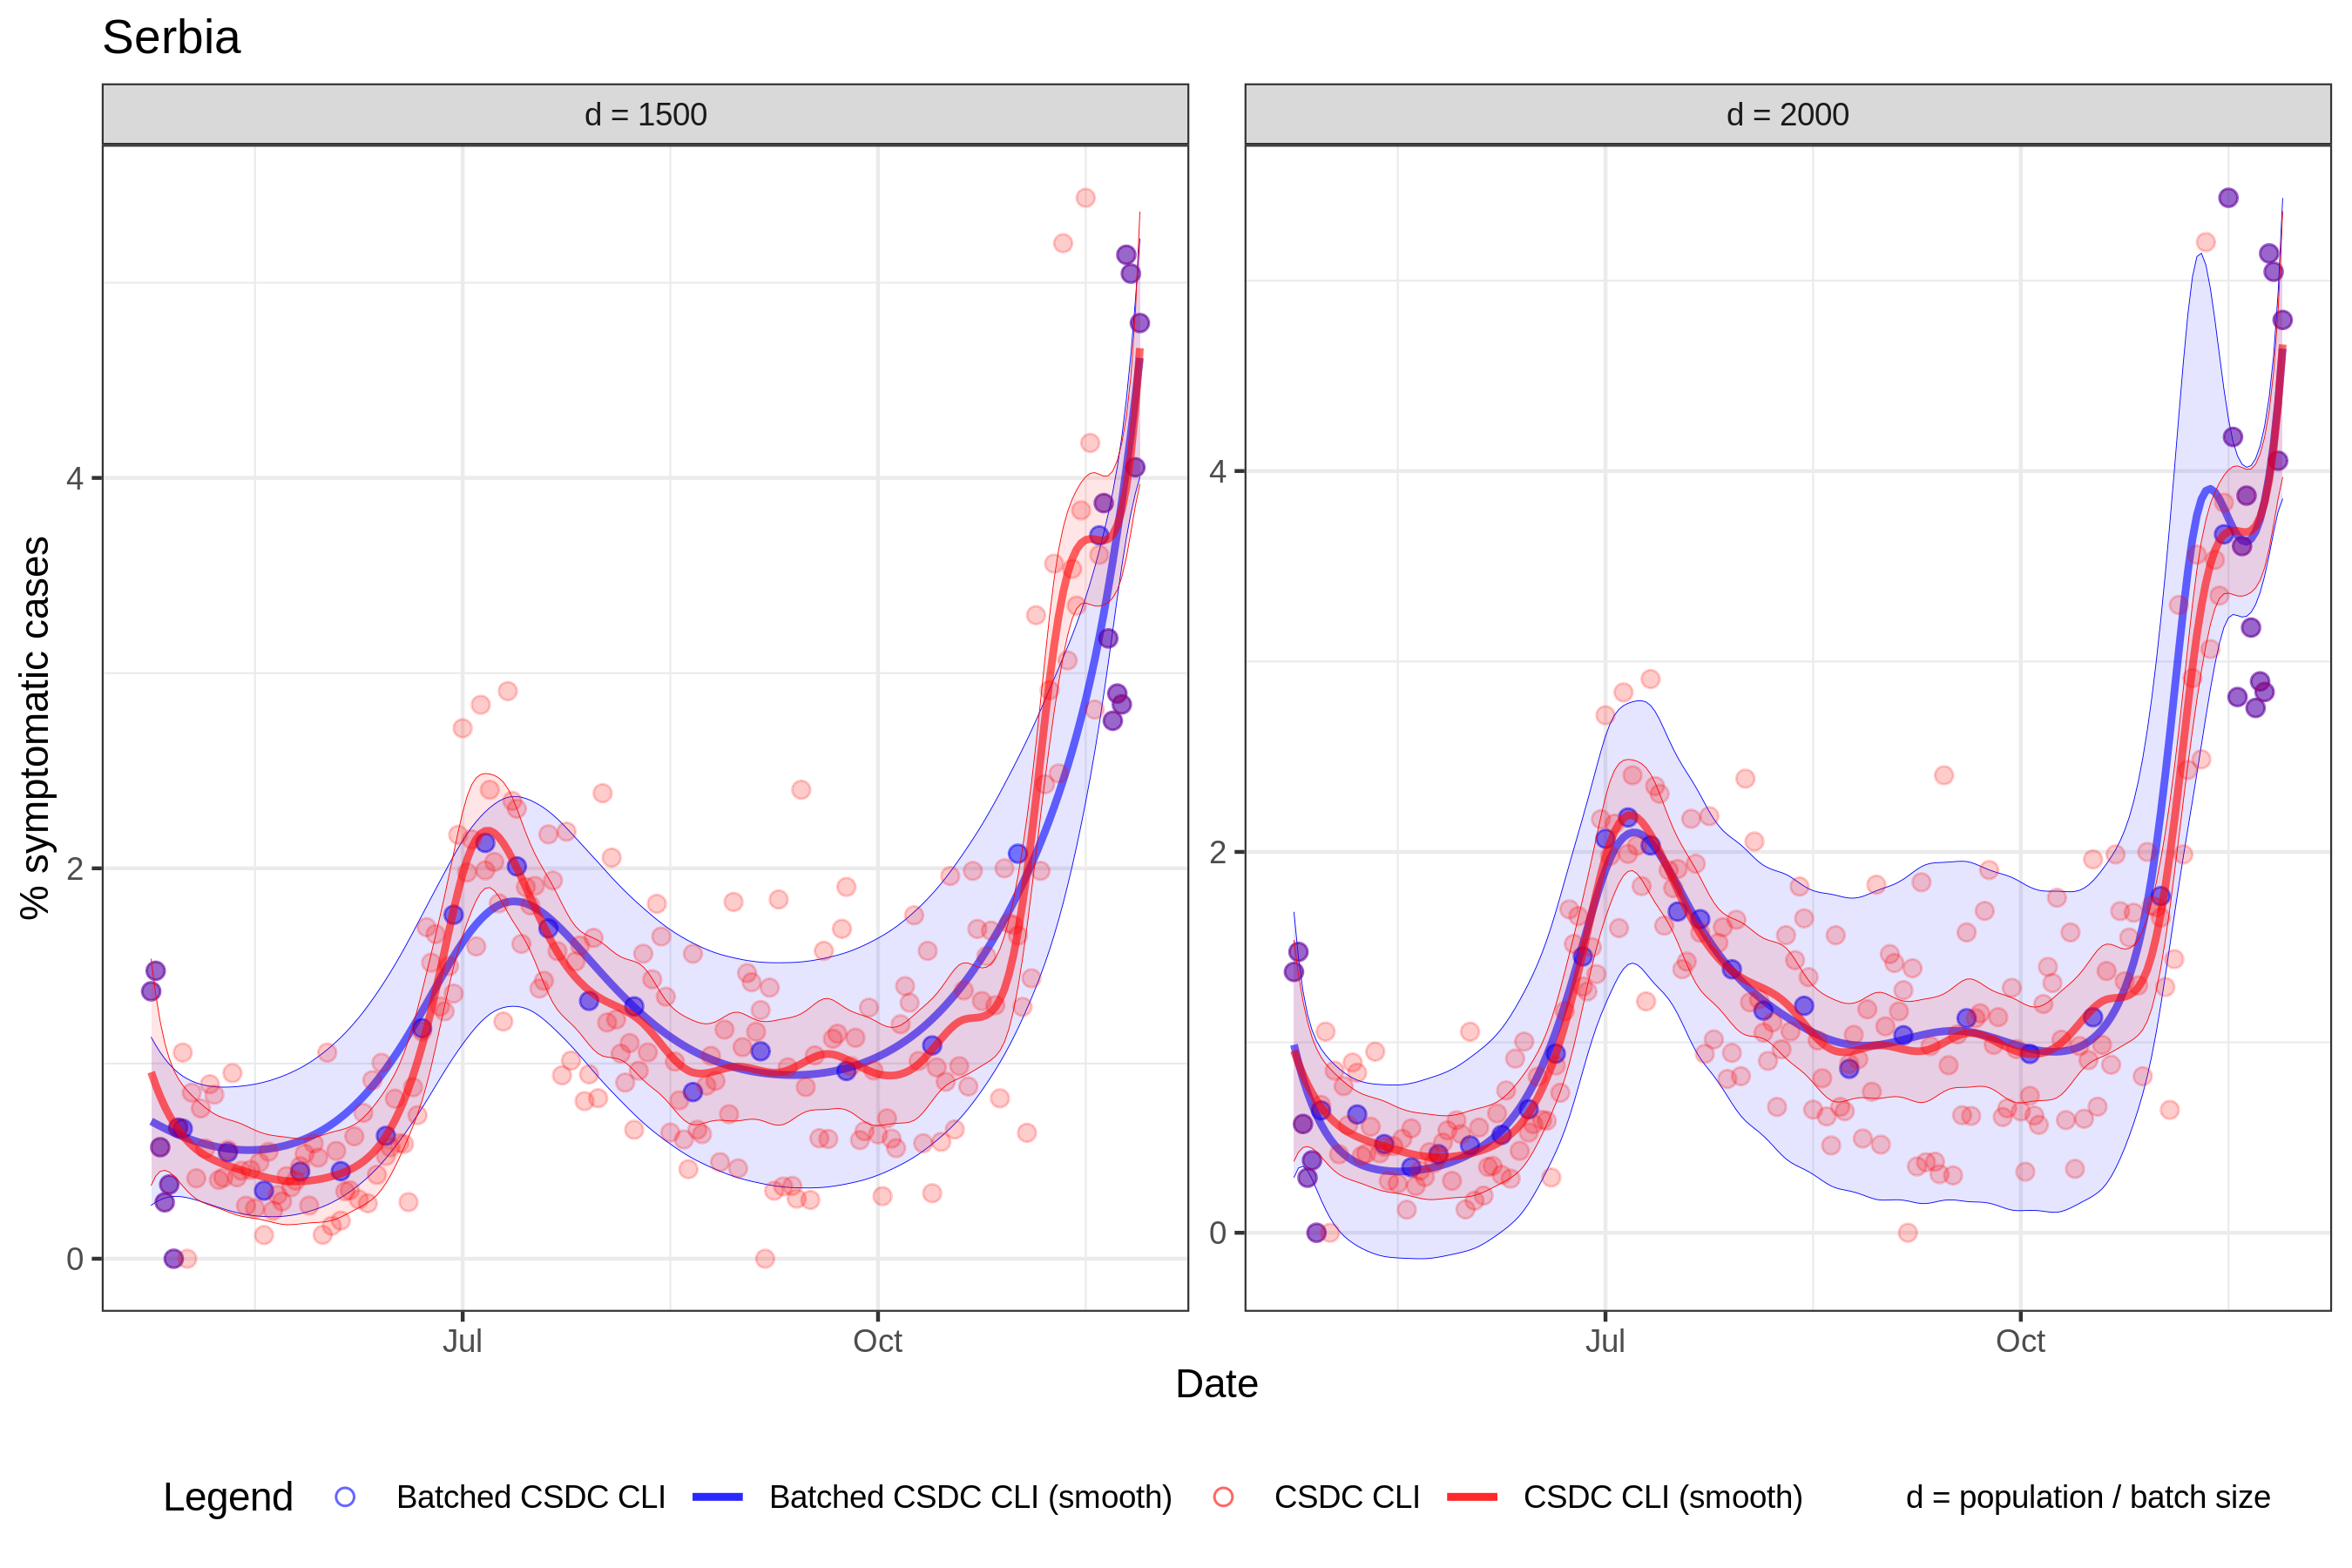 Serbia
d = 1500
d = 2000
% symptomatic cases
4
2
0
4
2
0
Jul
Oct
Jul
Oct
Date
Legend
Batched CSDC CLI
Batched CSDC CLI (smooth)
CSDC CLI
CSDC CLI (smooth)
d = population / batch size